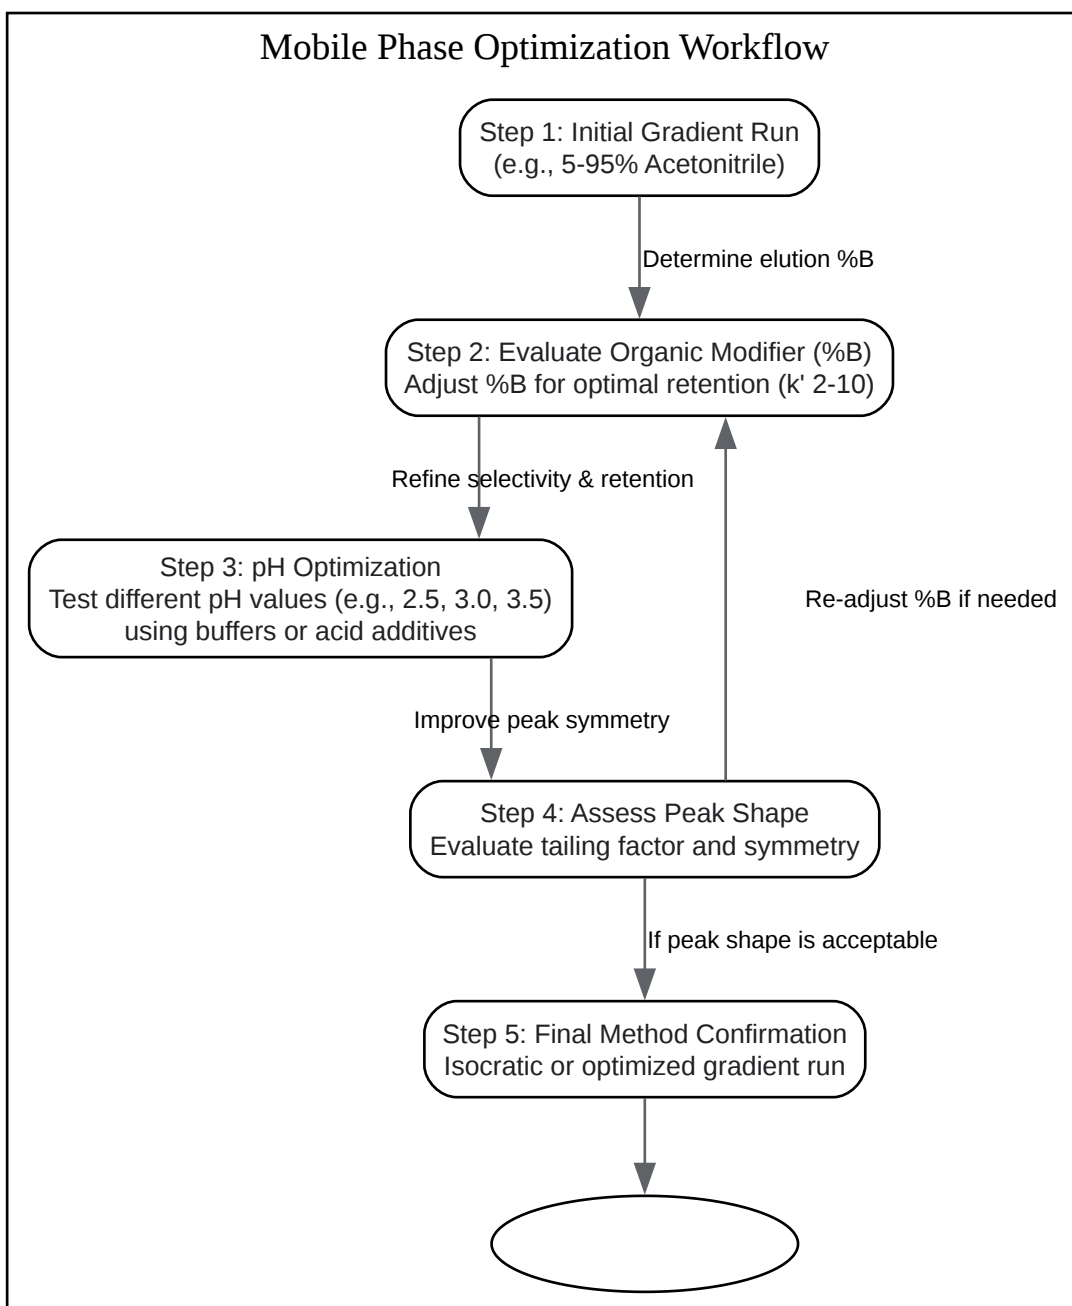 Mobile Phase Optimization Workflow
Step 1: Initial Gradient Run
(e.g., 5-95% Acetonitrile)
Determine elution %B
Step 2: Evaluate Organic Modifier (%B)
Adjust %B for optimal retention (k' 2-10)
Refine selectivity & retention
Step 3: pH Optimization
Test different pH values (e.g., 2.5, 3.0, 3.5)
using buffers or acid additives
Re-adjust %B if needed
Improve peak symmetry
Step 4: Assess Peak Shape
Evaluate tailing factor and symmetry
If peak shape is acceptable
Step 5: Final Method Confirmation
Isocratic or optimized gradient run